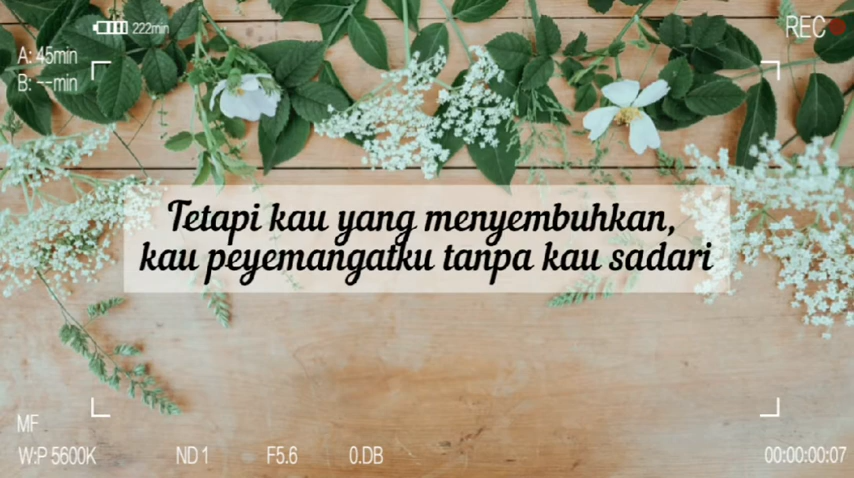 222min
REC
A: 45min
B: --min
Tetapi kau yang menyembuhkan,
kau peyemangatku tanpa kau sadari
MF
W:P 5600K ND 1 F5.6 0.DB 00:00:00:07